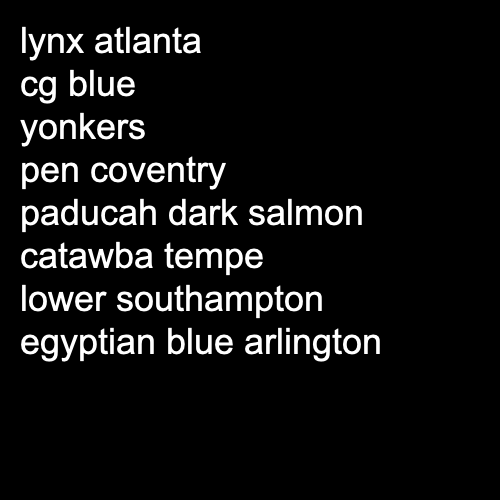 lynx atlanta
cg blue
yonkers
pen coventry
paducah dark salmon
catawba tempe
lower southampton
egyptian blue arlington